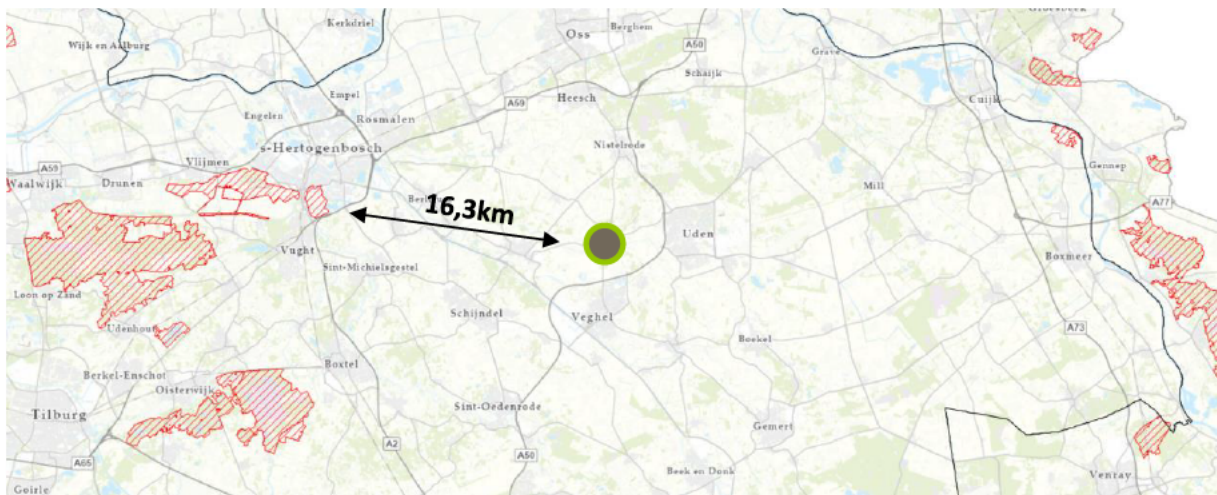 Kerkdriel
Wijk en Aalburg
Oss
Berghem
A50
Grave
Groesbeek
Schaijk
Empel
Heesch
A59
Engelen
Rosmalen
Cuijk
's-Hertogenbosch
Nistelrode
Vlijmen
A59
Waalwijk
Drunen
Gennep
Mill
A77
16,3km
Uden
Vught
Sint-Michielsgestel
Boxmeer
Loon op Zand
Schijndel
Veghel
Udenhout
A73
Boekel
Boxtel
Berkel-Enschot
Oisterwijk
Tilburg
Sint-Oedenrode
Gemert
A2
A50
A65
Beek en Donk
Venray
Goirle